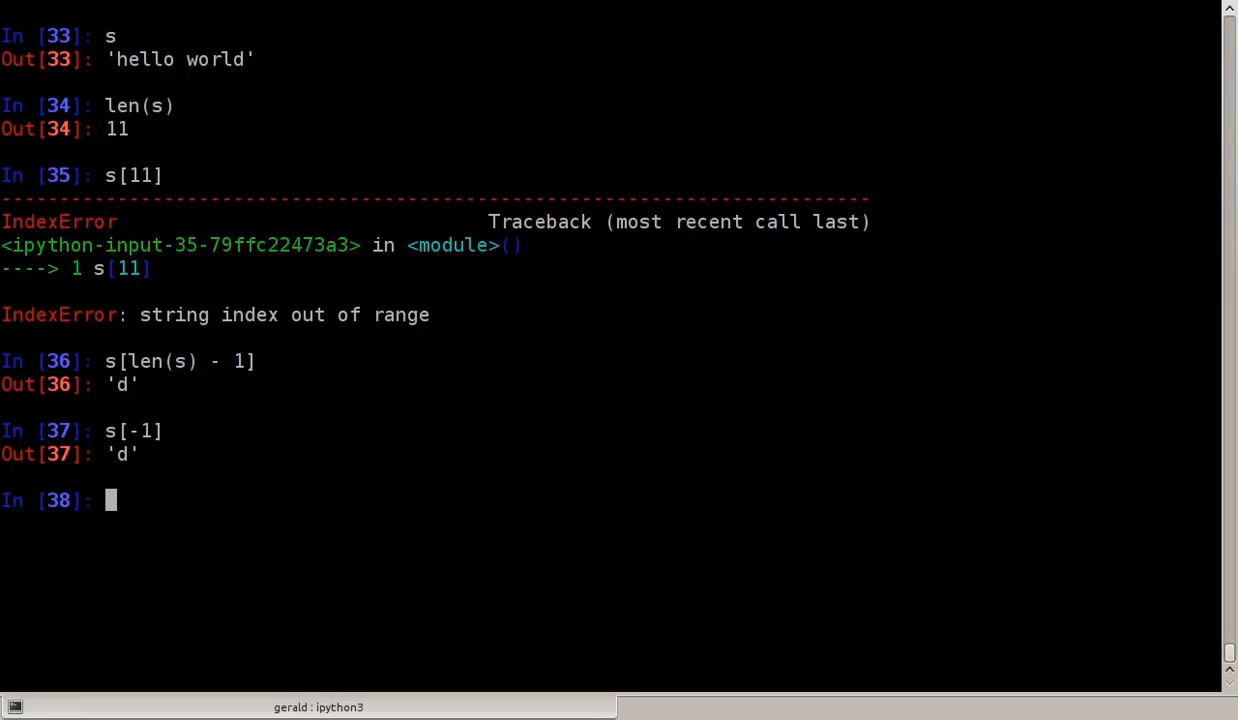 In [33]: s
Out[33]: 'hello world'
In [34]: len(s)
Out[34]: 11
In [35]: s[11]
---------------------------------------------------------------------------
IndexError                                Traceback (most recent call last)
<ipython-input-35-79ffc22473a3> in <module>()
----> 1 s[11]
IndexError: string index out of range
In [36]: s[len(s) - 1]
Out[36]: 'd'
In [37]: s[-1]
Out[37]: 'd'
In [38]:
gerald : ipython3